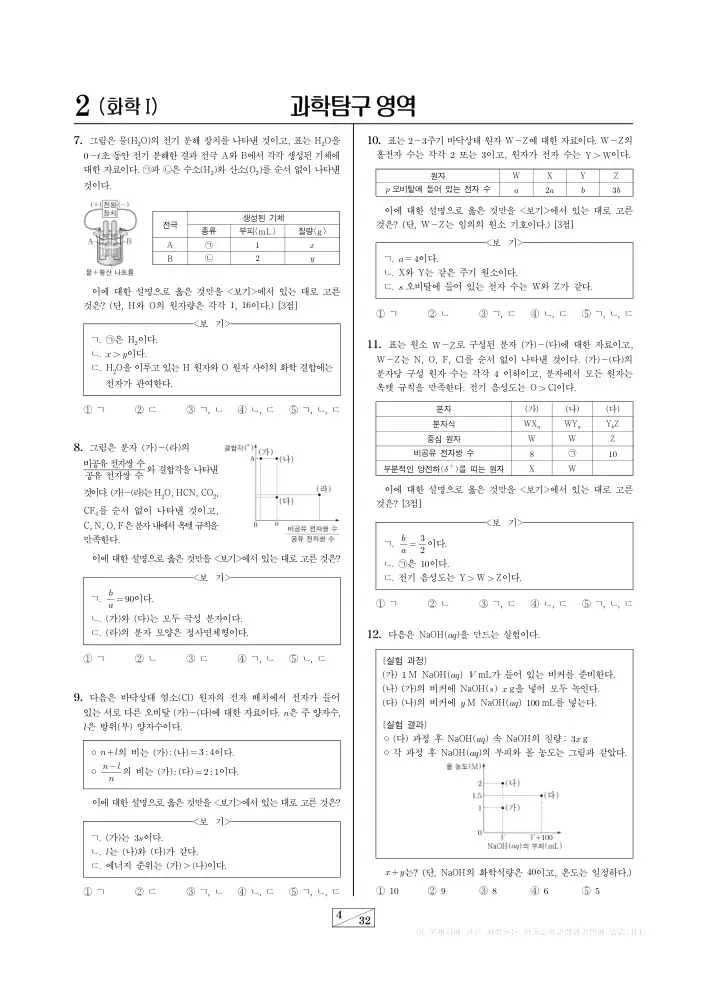 2 (화학 I)
과학탐구 영역
7. 그림은 물(H₂O)의 전기 분해 장치를 나타낸 것이고, 표는 H₂O을
0~t초 동안 전기 분해한 결과 전극 A와 B에서 각각 생성된 기체에
대한 자료이다. ㉠과 ㉡은 수소(H₂)와 산소(O₂)를 순서 없이 나타낸
것이다.
(+) 전원 (-)
장치
A B
물+황산 나트륨
전극 생성된 기체
종류 부피(mL) 질량(g)
A ㉠ 1 x
B ㉡ 2 y
이에 대한 설명으로 옳은 것만을 <보기>에서 있는 대로 고른
것은? (단, H와 O의 원자량은 각각 1, 16이다.) [3점]
<보 기>
ㄱ. ㉠은 H₂이다.
ㄴ. x > y이다.
ㄷ. H₂O을 이루고 있는 H 원자와 O 원자 사이의 화학 결합에는
전자가 관여한다.
① ㄱ ② ㄷ ③ ㄱ, ㄴ ④ ㄴ, ㄷ ⑤ ㄱ, ㄴ, ㄷ
8. 그림은 분자 (가)~(라)의
비공유 전자쌍 수
공유 전자쌍 수
와 결합각을 나타낸
것이다. (가)~(라)는 H₂O, HCN, CO₂,
CF₄를 순서 없이 나타낸 것이고,
C, N, O, F은 분자 내에서 옥텟 규칙을
만족한다.
결합각(°)
b (가) (나)
(다) (라)
0 a 비공유 전자쌍 수
공유 전자쌍 수
이에 대한 설명으로 옳은 것만을 <보기>에서 있는 대로 고른 것은?
<보 기>
ㄱ. b/a = 90이다.
ㄴ. (가)와 (다)는 모두 극성 분자이다.
ㄷ. (라)의 분자 모양은 정사면체형이다.
① ㄱ ② ㄴ ③ ㄷ ④ ㄱ, ㄴ ⑤ ㄴ, ㄷ
9. 다음은 바닥상태 염소(Cl) 원자의 전자 배치에서 전자가 들어
있는 서로 다른 오비탈 (가)~(다)에 대한 자료이다. n은 주 양자수,
l은 방위(부) 양자수이다.
○ n+l의 비는 (가) : (나) = 3 : 4이다.
○ (n-l)/n의 비는 (가) : (다) = 2 : 1이다.
이에 대한 설명으로 옳은 것만을 <보기>에서 있는 대로 고른 것은?
<보 기>
ㄱ. (가)는 3s이다.
ㄴ. l는 (나)와 (다)가 같다.
ㄷ. 에너지 준위는 (가) > (나)이다.
① ㄱ ② ㄷ ③ ㄱ, ㄴ ④ ㄴ, ㄷ ⑤ ㄱ, ㄴ, ㄷ
10. 표는 2~3주기 바닥상태 원자 W~Z에 대한 자료이다. W~Z의
홀전자 수는 각각 2 또는 3이고, 원자가 전자 수는 Y > W이다.
원자 W X Y Z
p 오비탈에 들어 있는 전자 수 a 2a b 3b
이에 대한 설명으로 옳은 것만을 <보기>에서 있는 대로 고른
것은? (단, W~Z는 임의의 원소 기호이다.) [3점]
<보 기>
ㄱ. a = 4이다.
ㄴ. X와 Y는 같은 주기 원소이다.
ㄷ. s 오비탈에 들어 있는 전자 수는 W와 Z가 같다.
① ㄱ ② ㄴ ③ ㄱ, ㄷ ④ ㄴ, ㄷ ⑤ ㄱ, ㄴ, ㄷ
11. 표는 원소 W~Z로 구성된 분자 (가)~(다)에 대한 자료이고,
W~Z는 N, O, F, Cl를 순서 없이 나타낸 것이다. (가)~(다)의
분자당 구성 원자 수는 각각 4 이하이고, 분자에서 모든 원자는
옥텟 규칙을 만족한다. 전기 음성도는 O > Cl이다.
분자 (가) (나) (다)
분자식 WXₐ WYₐ Y_bZ
중심 원자 W W Z
비공유 전자쌍 수 8 ㉠ 10
부분적인 양전하(δ⁺)를 띠는 원자 X W
이에 대한 설명으로 옳은 것만을 <보기>에서 있는 대로 고른
것은? [3점]
<보 기>
ㄱ. b/a = 3/2이다.
ㄴ. ㉠은 10이다.
ㄷ. 전기 음성도는 Y > W > Z이다.
① ㄱ ② ㄴ ③ ㄱ, ㄷ ④ ㄴ, ㄷ ⑤ ㄱ, ㄴ, ㄷ
12. 다음은 NaOH(aq)을 만드는 실험이다.
[실험 과정]
(가) 1 M NaOH(aq) V mL가 들어 있는 비커를 준비한다.
(나) (가)의 비커에 NaOH(s) x g을 넣어 모두 녹인다.
(다) (나)의 비커에 y M NaOH(aq) 100 mL를 넣는다.
[실험 결과]
○ (다) 과정 후 NaOH(aq) 속 NaOH의 질량 : 3x g
○ 각 과정 후 NaOH(aq)의 부피와 몰 농도는 그림과 같았다.
몰 농도(M)
2 (나)
1.5 (다)
1 (가)
0 V V+100
NaOH(aq)의 부피(mL)
x+y는? (단, NaOH의 화학식량은 40이고, 온도는 일정하다.)
① 10 ② 9 ③ 8 ④ 6 ⑤ 5
4 32
이 문제지에 관한 저작권은 한국교육과정평가원에 있습니다.